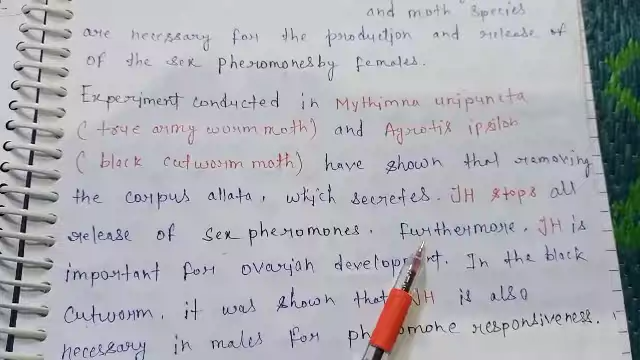 and moth species
are necessary for the production and release of
of the sex pheromones by females.
Experiment conducted in Mythimna unipuncta
(true army worm moth) and Agrotis ipsilon
(black cutworm moth) have shown that removing
the corpus allata, which secretes. JH stops all
release of sex pheromones. furthermore. JH is
important for ovarian development. In the black
cutworm, it was shown that JH is also
necessary in males for pheromone responsiveness.